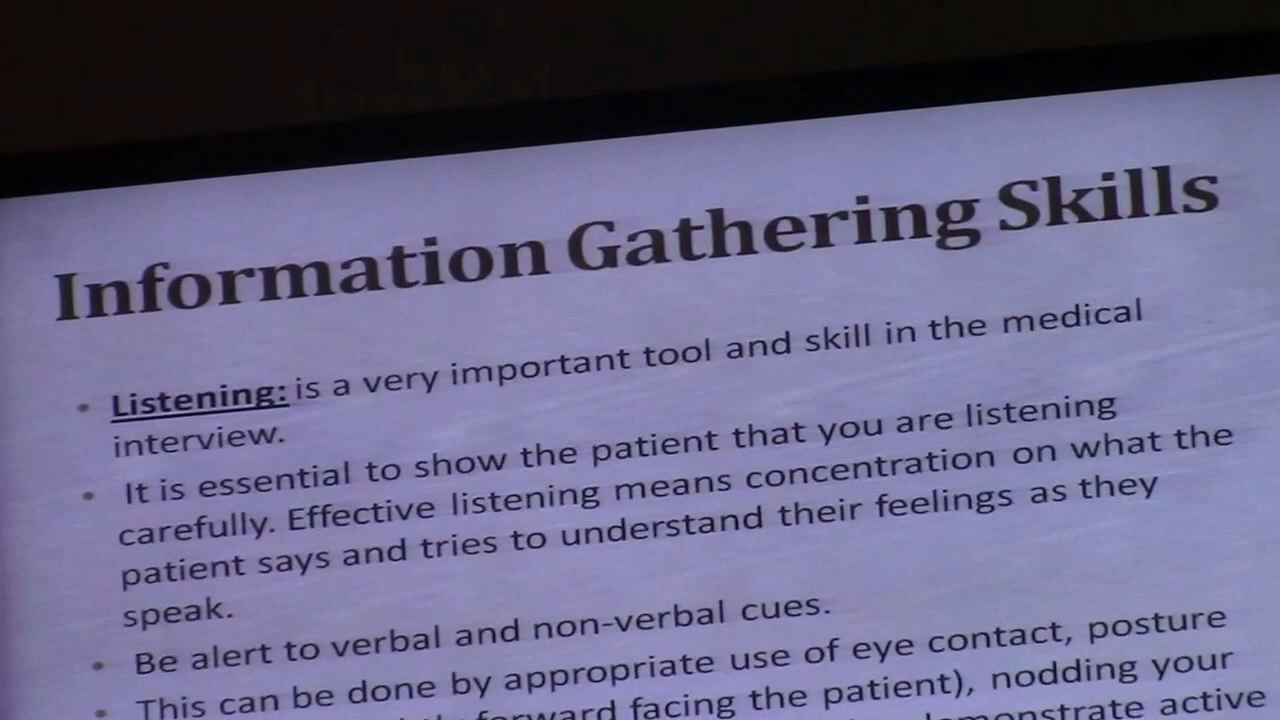 Information Gathering Skills
• Listening: is a very important tool and skill in the medical
interview.
• It is essential to show the patient that you are listening
carefully. Effective listening means concentration on what the
patient says and tries to understand their feelings as they
speak.
• Be alert to verbal and non-verbal cues.
• This can be done by appropriate use of eye contact, posture
forward facing the patient), nodding your
demonstrate active